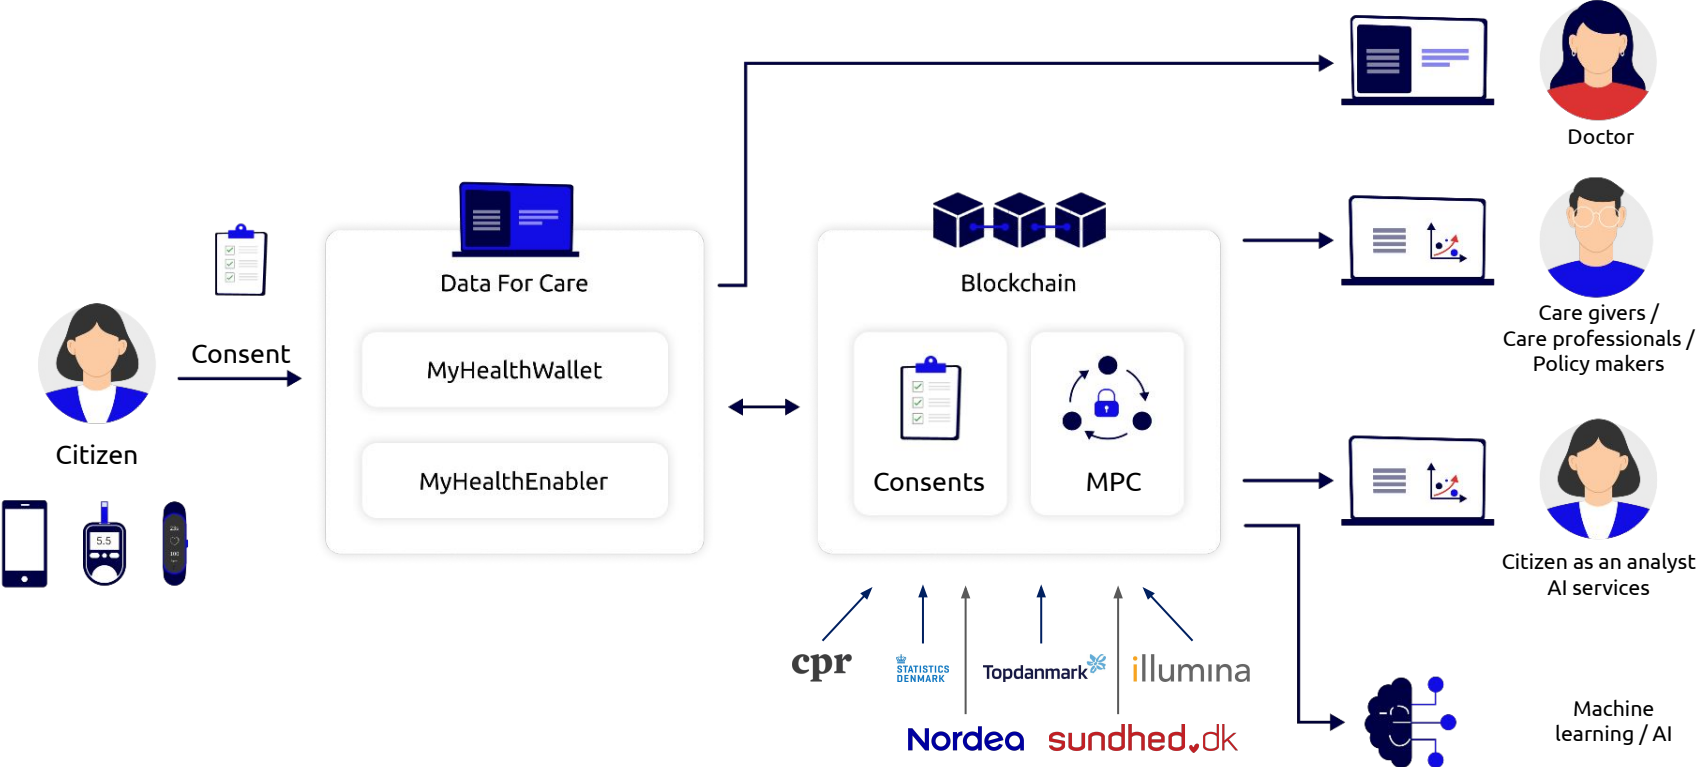 Doctor
Data For Care
Blockchain
Care givers /
Care professionals /
Policy makers
Consent
MyHealthWallet
Citizen
MyHealthEnabler
Consents
MPC
5.5
100
Citizen as an analyst
AI services
cpr
STATISTICS
DENMARK
Topdanmark
illumina
Nordea
sundhed.dk
Machine
learning / AI